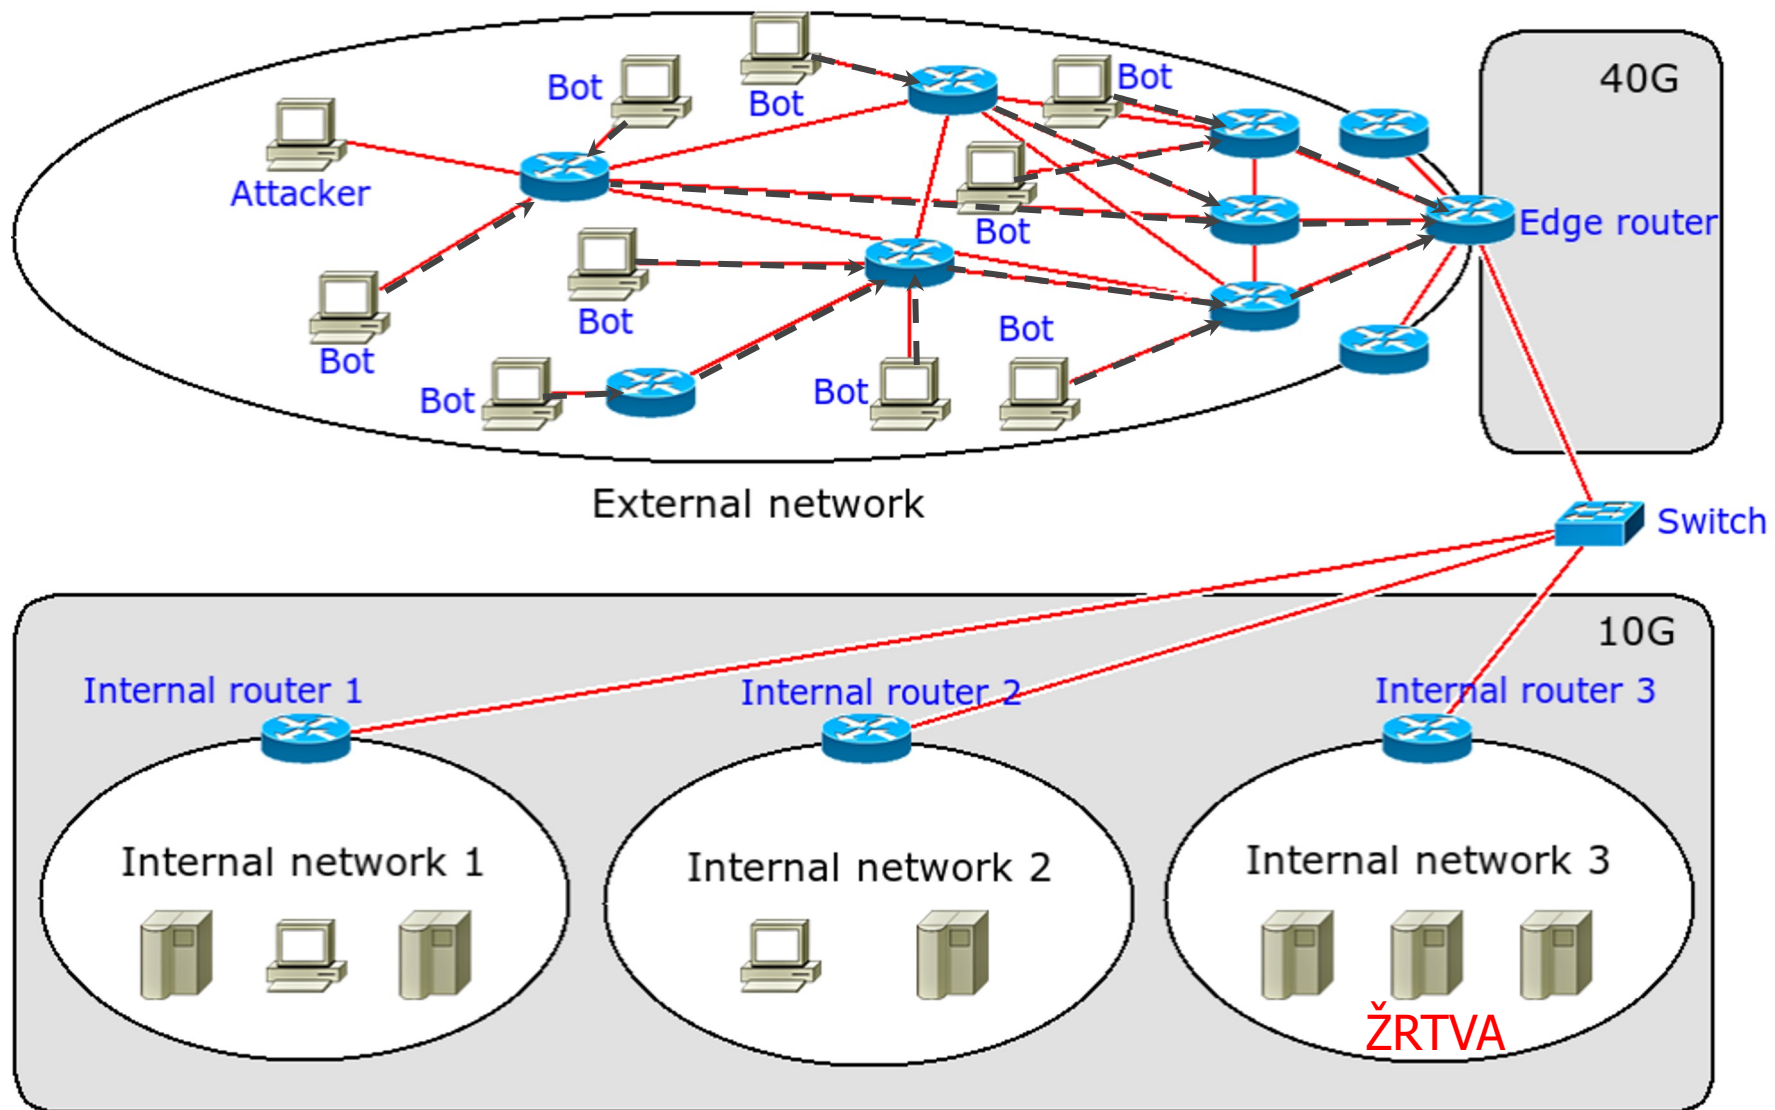 40G
Bot
Bot
Bot
Attacker
Bot
Edge router
Bot
Bot
Bot
Bot
Bot
External network
Switch
10G
Internal router 1
Internal router 2
Internal router 3
Internal network 1
Internal network 2
Internal network 3
ŽRTVA